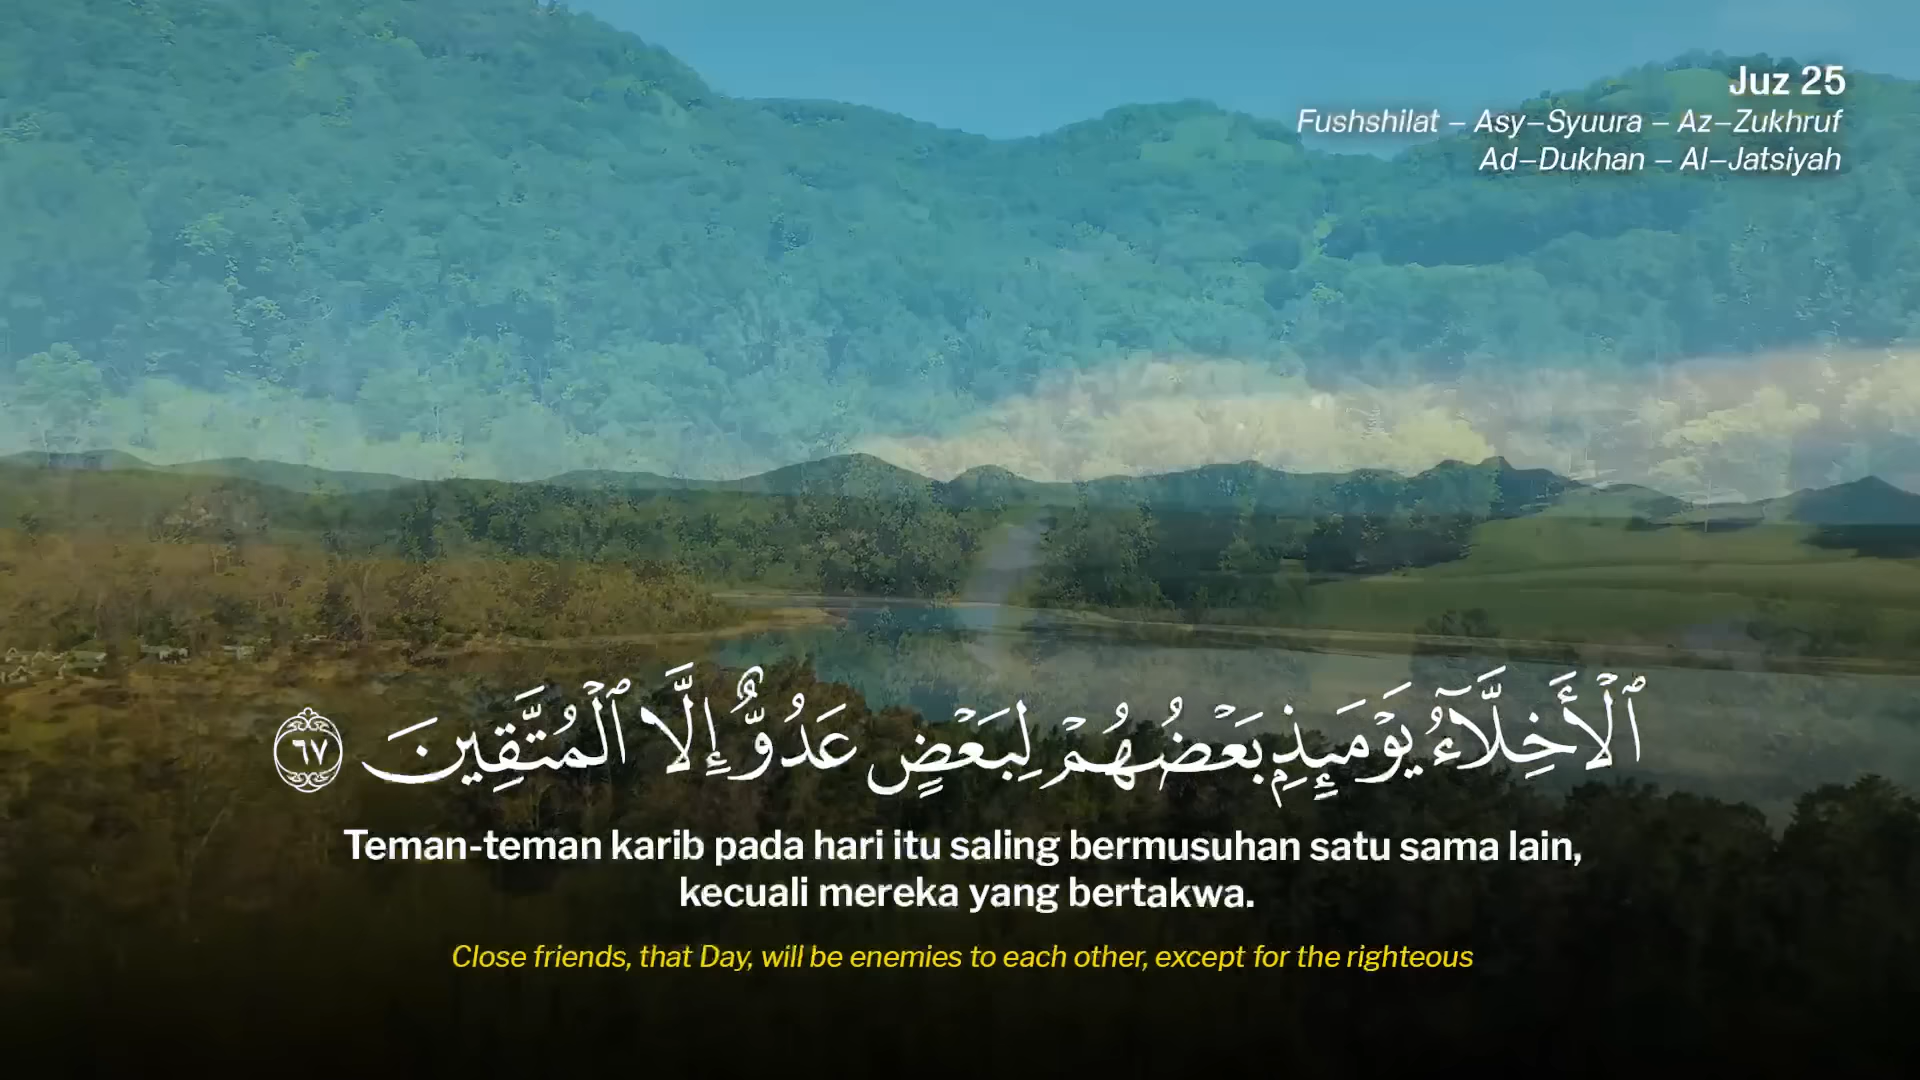 Juz 25
Fushshilat – Asy–Syuura – Az–Zukhruf
Ad–Dukhan – Al–Jatsiyah
ٱلْأَخِلَّآءُ يَوْمَئِذٍۭ بَعْضُهُمْ لِبَعْضٍ عَدُوٌّ إِلَّا ٱلْمُتَّقِينَ ٦٧
Teman-teman karib pada hari itu saling bermusuhan satu sama lain,
kecuali mereka yang bertakwa.
Close friends, that Day, will be enemies to each other, except for the righteous